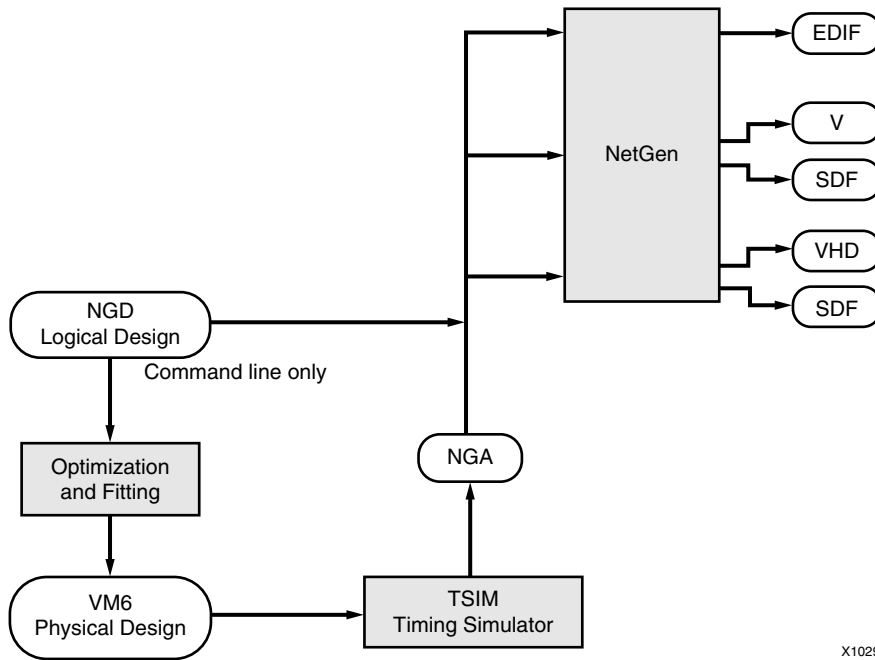 EDIF
V
NetGen
SDF
VHD
SDF
NGD
Logical Design
Command line only
Optimization
and Fitting
NGA
VM6
Physical Design
TSIM
Timing Simulator
X1029